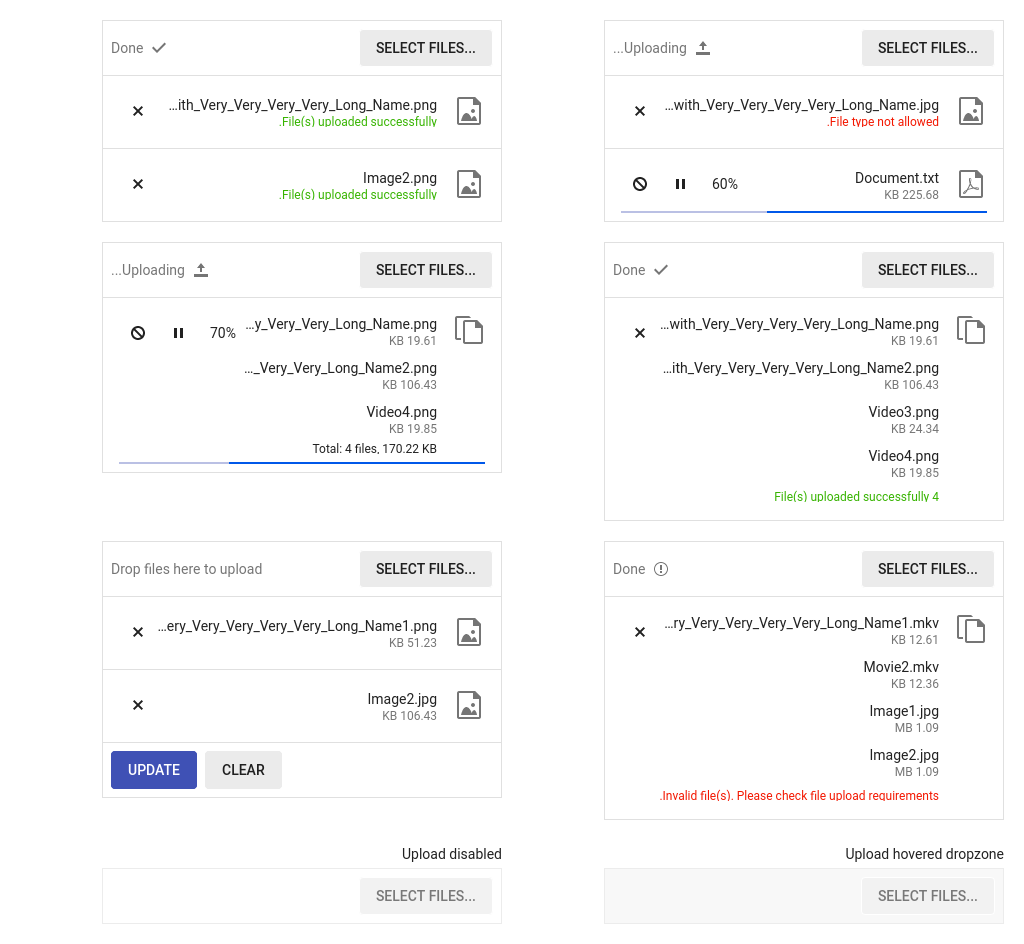 Done
SELECT FILES...
...ith_Very_Very_Very_Very_Long_Name.png
.File(s) uploaded successfully
Image2.png
.File(s) uploaded successfully
...Uploading
SELECT FILES...
...with_Very_Very_Very_Very_Long_Name.jpg
.File type not allowed
60%
Document.txt
KB 225.68
...Uploading
SELECT FILES...
70%
...y_Very_Very_Long_Name.png
KB 19.61
..._Very_Very_Long_Name2.png
KB 106.43
Video4.png
KB 19.85
Total: 4 files, 170.22 KB
Done
SELECT FILES...
...with_Very_Very_Very_Very_Long_Name.png
KB 19.61
...ith_Very_Very_Very_Very_Long_Name2.png
KB 106.43
Video3.png
KB 24.34
Video4.png
KB 19.85
File(s) uploaded successfully 4
Drop files here to upload
SELECT FILES...
...ery_Very_Very_Very_Very_Long_Name1.png
KB 51.23
Image2.jpg
KB 106.43
UPDATE
CLEAR
Done
SELECT FILES...
...ry_Very_Very_Very_Very_Long_Name1.mkv
KB 12.61
Movie2.mkv
KB 12.36
Image1.jpg
MB 1.09
Image2.jpg
MB 1.09
.Invalid file(s). Please check file upload requirements
Upload disabled
SELECT FILES...
Upload hovered dropzone
SELECT FILES...